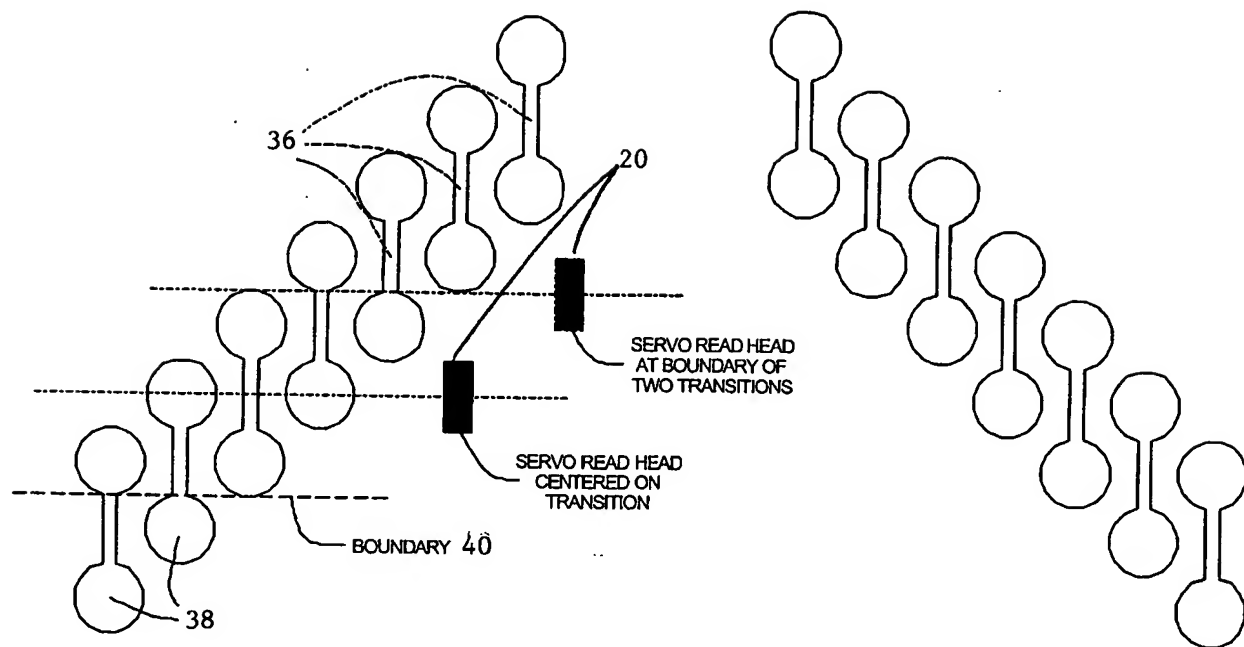 36
20
SERVO READ HEAD
AT BOUNDARY OF
TWO TRANSITIONS
SERVO READ HEAD
CENTERED ON
TRANSITION
BOUNDARY 40
38